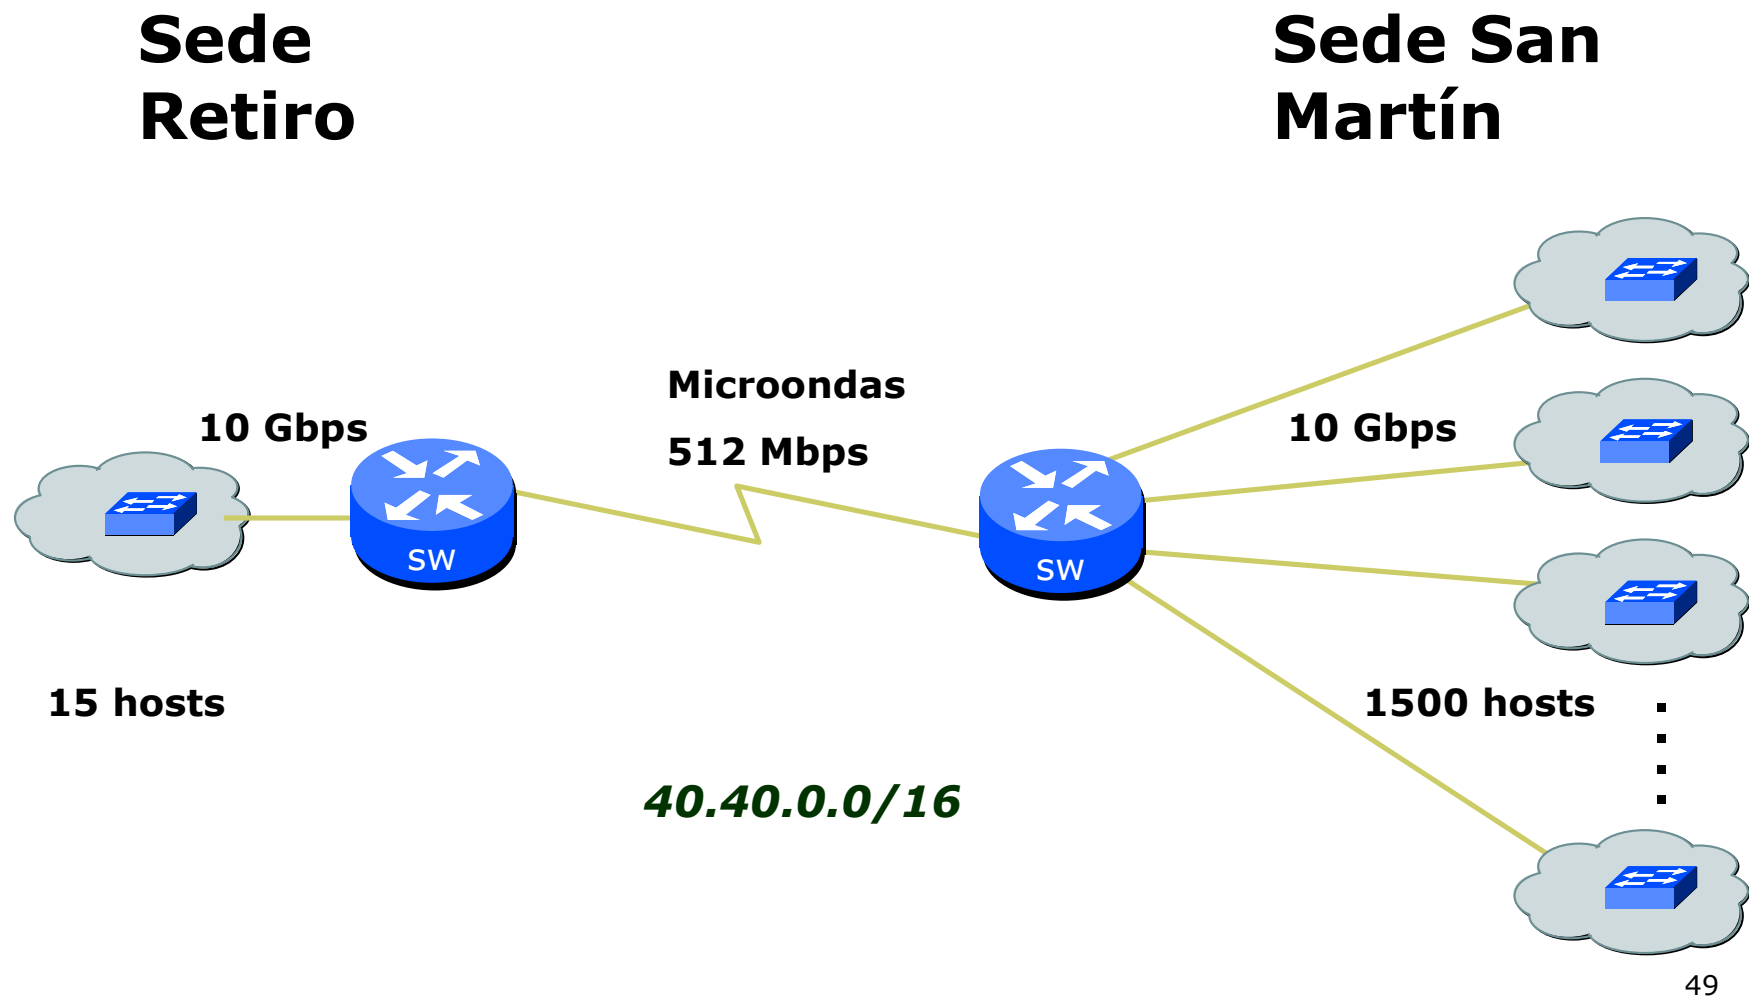 Sede
Retiro
Sede San
Martín
Microondas
10 Gbps
512 Mbps
10 Gbps
SW
SW
15 hosts
1500 hosts
40.40.0.0/16
49